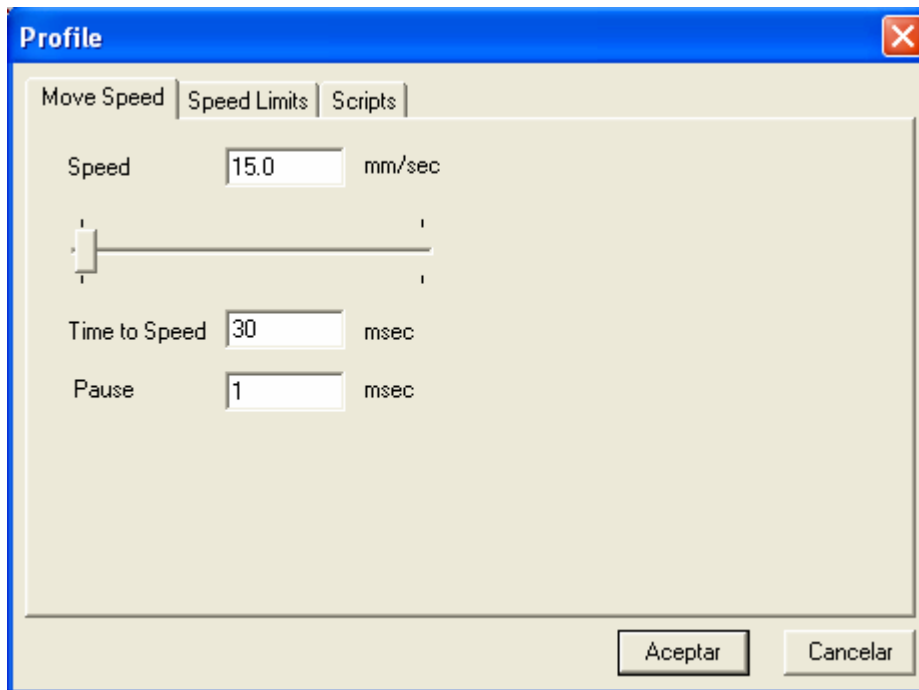 Profile
Move Speed Speed Limits Scripts
Speed 15.0 mm/sec
Time to Speed 30 msec
Pause 1 msec
Aceptar Cancelar